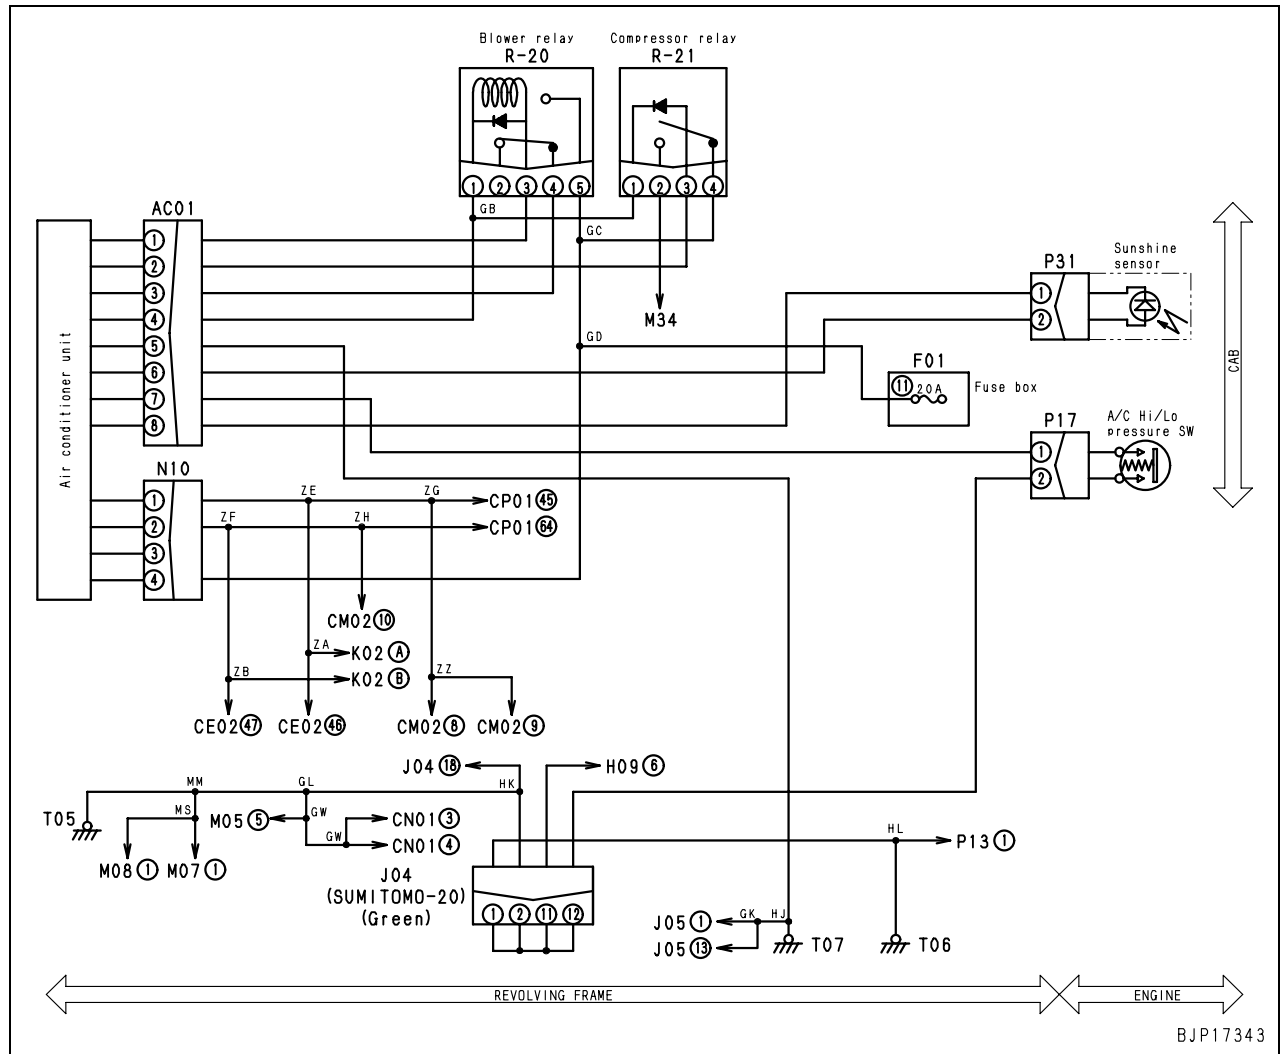 Blower relay
R-20
Compressor relay
R-21
1 2 3 4 5
1 2 3 4
GB
GC
AC01
1
2
3
4
5
6
7
8
Air conditioner unit
M34
GD
P31
Sunshine
sensor
1
2
CAB
F01
11 20A
Fuse box
P17
A/C Hi/Lo
pressure SW
1
2
N10
1
2
3
4
ZE
ZG
CP01 45
ZF
ZH
CP01 64
CM02 10
ZA
K02 A
ZB
K02 B
ZZ
CE02 47
CE02 46
CM02 8
CM02 9
J04 18
HK
H09 6
MM
GL
T05
MS
M05 5
GW
CN01 3
GW
CN01 4
M08 1
M07 1
HL
P13 1
J04
(SUMITOMO-20)
(Green)
1 2 11 12
J05 1
GK
HJ
J05 13
T07
T06
REVOLVING FRAME
ENGINE
BJP17343